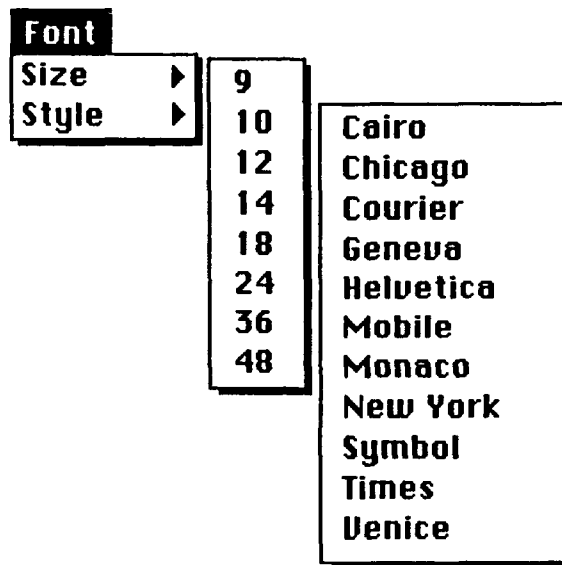 Font
Size
Style
9
10
12
14
18
24
36
48
Cairo
Chicago
Courier
Geneva
Helvetica
Mobile
Monaco
New York
Symbol
Times
Venice